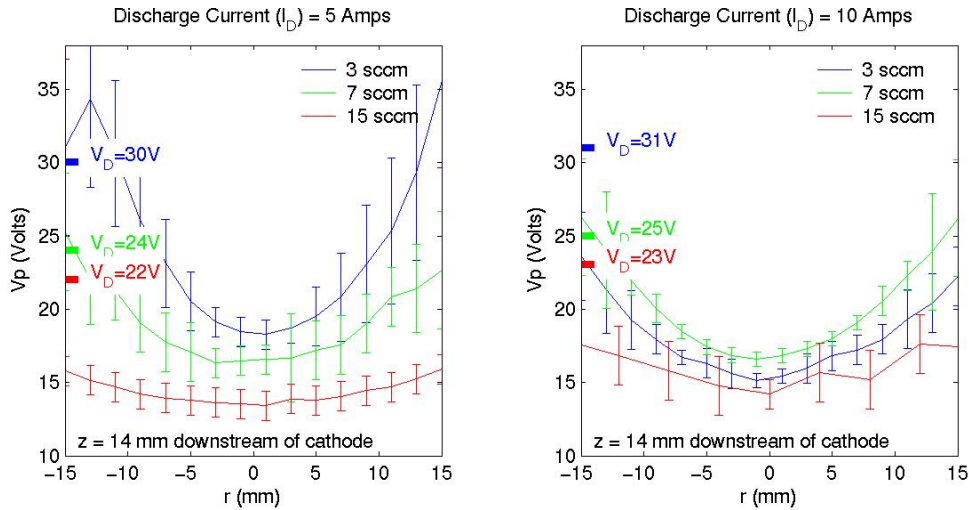 Discharge Current (I_D) = 5 Amps
35
30
25
20
15
10
Vp (Volts)
3 sccm
7 sccm
15 sccm
V_D=30V
V_D=24V
V_D=22V
z = 14 mm downstream of cathode
−15 −10 −5 0 5 10 15
r (mm)
Discharge Current (I_D) = 10 Amps
35
30
25
20
15
10
Vp (Volts)
3 sccm
7 sccm
15 sccm
V_D=31V
V_D=25V
V_D=23V
z = 14 mm downstream of cathode
−15 −10 −5 0 5 10 15
r (mm)